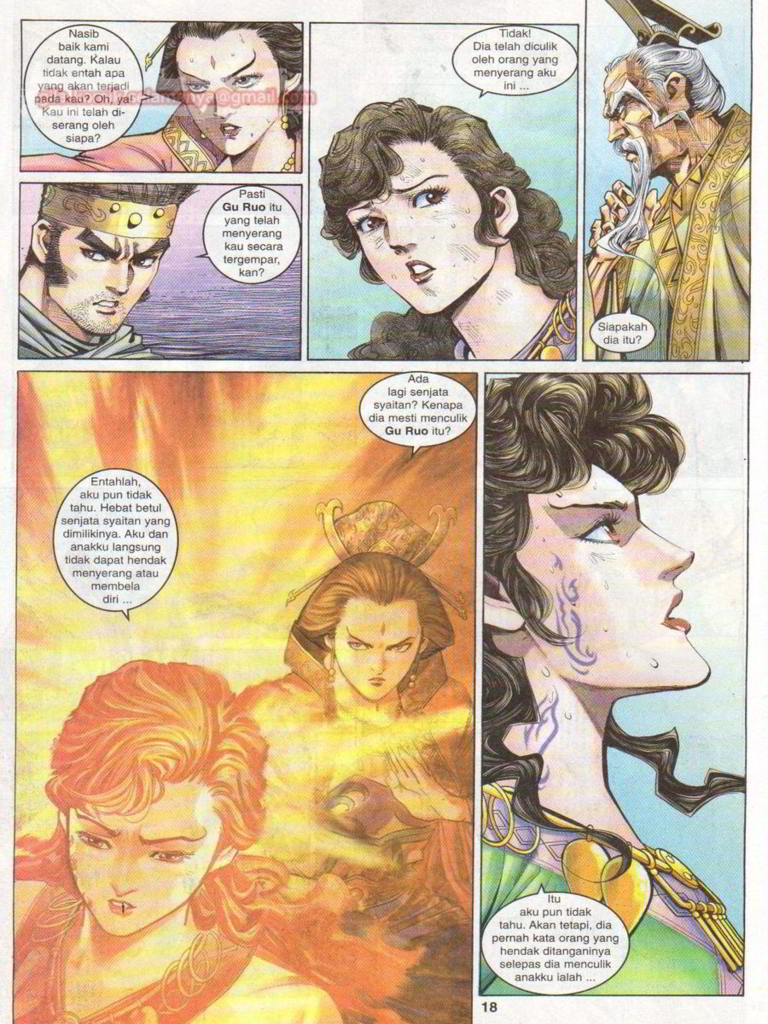 Nasib
baik kami
datang. Kalau
tidak entah apa
yang akan terjadi
pada kau? Oh, ya!
Kau ini telah di-
serang oleh
siapa?
Tidak!
Dia telah diculik
oleh orang yang
menyerang aku
ini ...
Pasti
Gu Ruo itu
yang telah
menyerang
kau secara
tergempar,
kan?
Siapakah
dia itu?
Ada
lagi senjata
syaitan? Kenapa
dia mesti menculik
Gu Ruo itu?
Entahlah,
aku pun tidak
tahu. Hebat betul
senjata syaitan yang
dimilikinya. Aku dan
anakku langsung
tidak dapat hendak
menyerang atau
membela
diri ...
Itu
aku pun tidak
tahu. Akan tetapi, dia
pernah kata orang yang
hendak ditanganinya
selepas dia menculik
anakku ialah ...
18